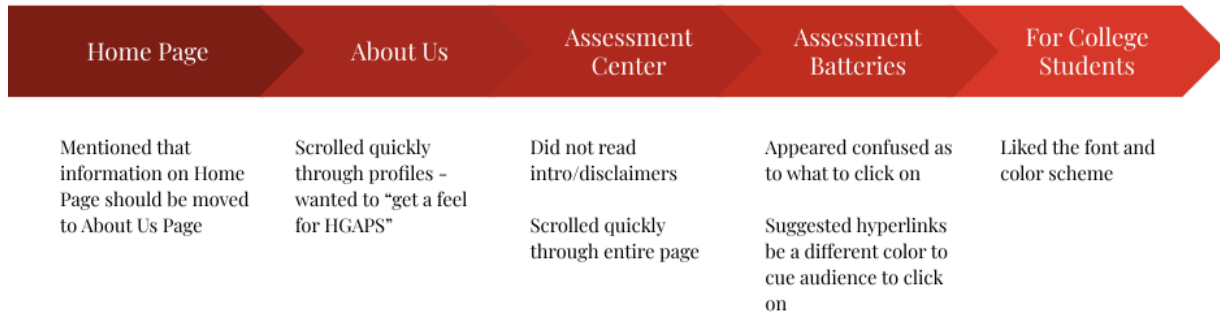 Home Page
About Us
Assessment
Center
Assessment
Batteries
For College
Students
Mentioned that
information on Home
Page should be moved
to About Us Page
Scrolled quickly
through profiles -
wanted to “get a feel
for HGAPS”
Did not read
intro/disclaimers
Scrolled quickly
through entire page
Appeared confused as
to what to click on
Suggested hyperlinks
be a different color to
cue audience to click
on
Liked the font and
color scheme